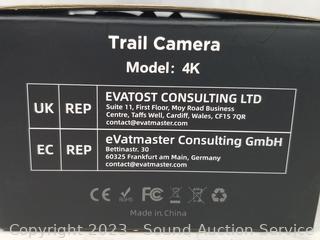 Trail Camera
Model: 4K
UK REP EVATOST CONSULTING LTD
Suite 11, First Floor, Moy Road Business
Centre, Taffs Well, Cardiff, Wales, CF15 7QR
contact@evatmaster.com
EC REP eVatmaster Consulting GmbH
Bettinastr. 30
60325 Frankfurt am Main, Germany
contact@evatmaster.com
CE FC RoHS
Made in China
Copyright 2023 - Sound Auction Service